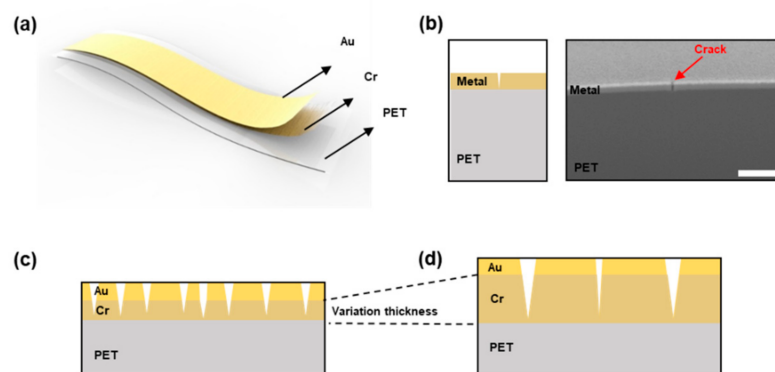 (a)
Au
Cr
PET
(b)
Metal
PET
Crack
Metal
PET
(c)
Au
Cr
PET
Variation thickness
(d)
Au
Cr
PET